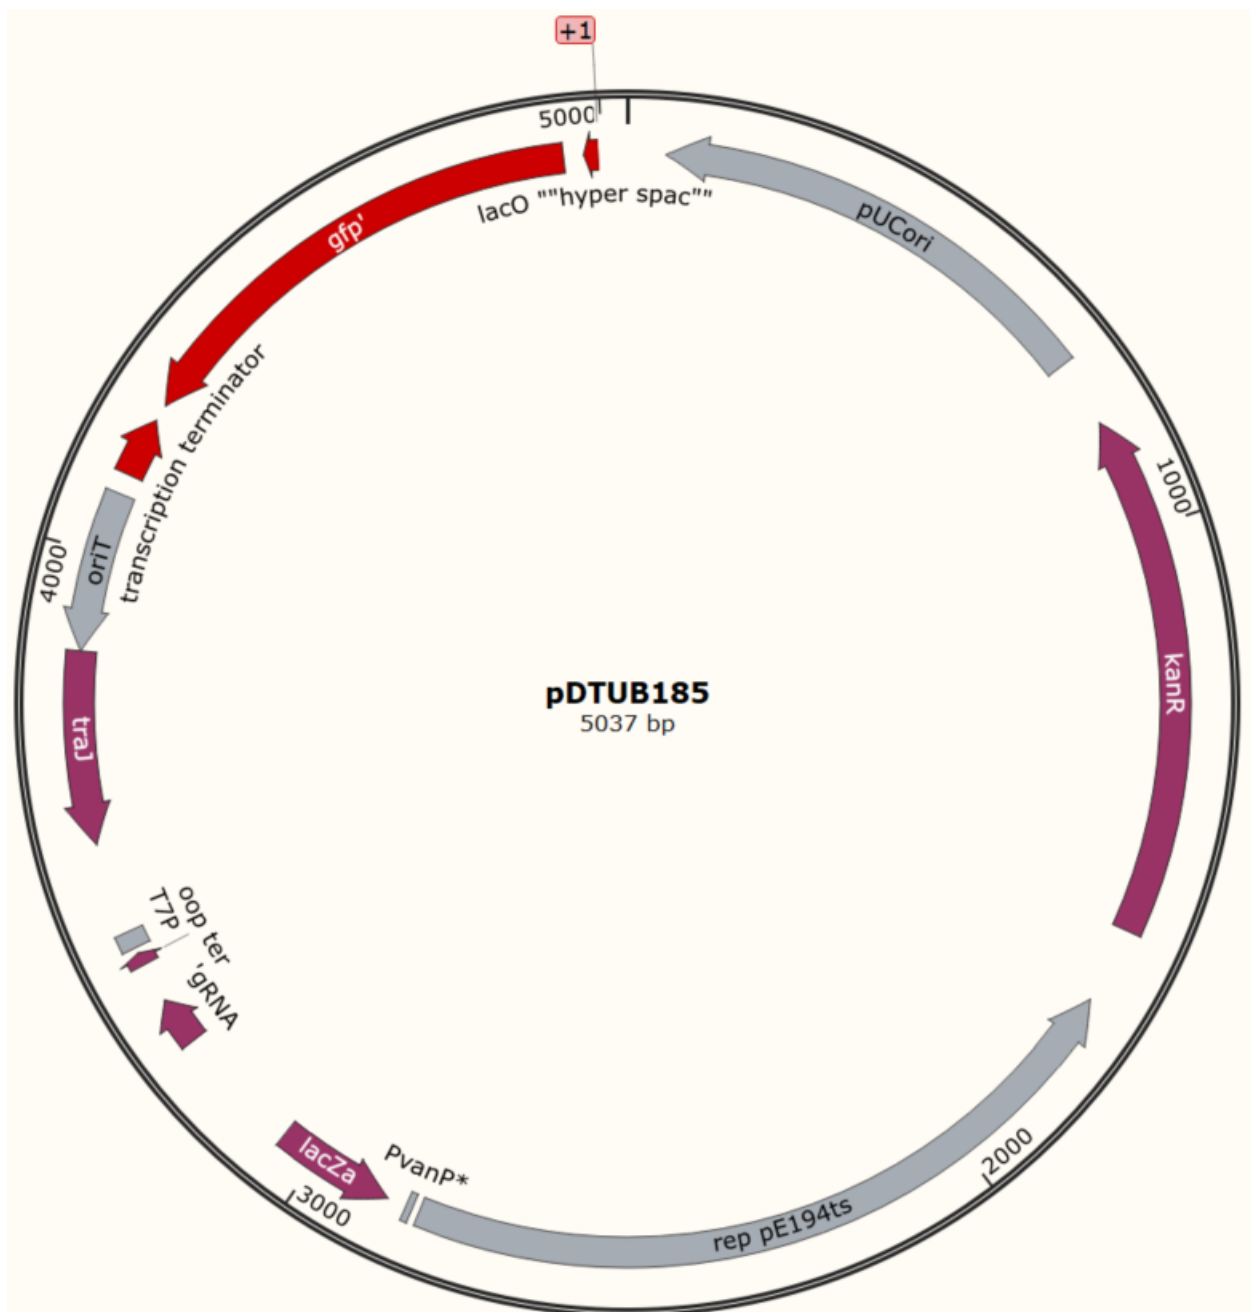 +1
5000
lacO ""hyper spac""
pUCori
gfp'
transcription terminator
1000
oriT
4000
kanR
pDTUB185
5037 bp
traJ
T7P
oop ter
'gRNA
lacZa
PvanP*
2000
3000
rep pE194ts